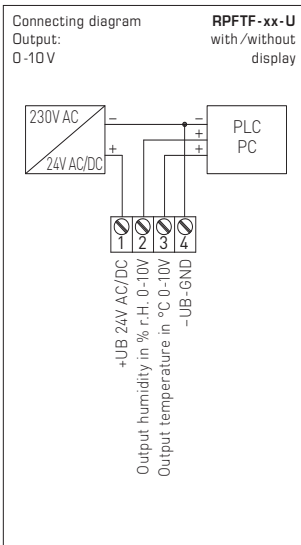 Connecting diagram
Output:
0-10 V
RPFTF-xx-U
with/without
display
230V AC
24V AC/DC
–
+
–
+
+
PLC
PC
1 2 3 4
+UB 24V AC/DC
Output humidity in % r.H. 0-10V
Output temperature in °C 0-10V
–UB-GND